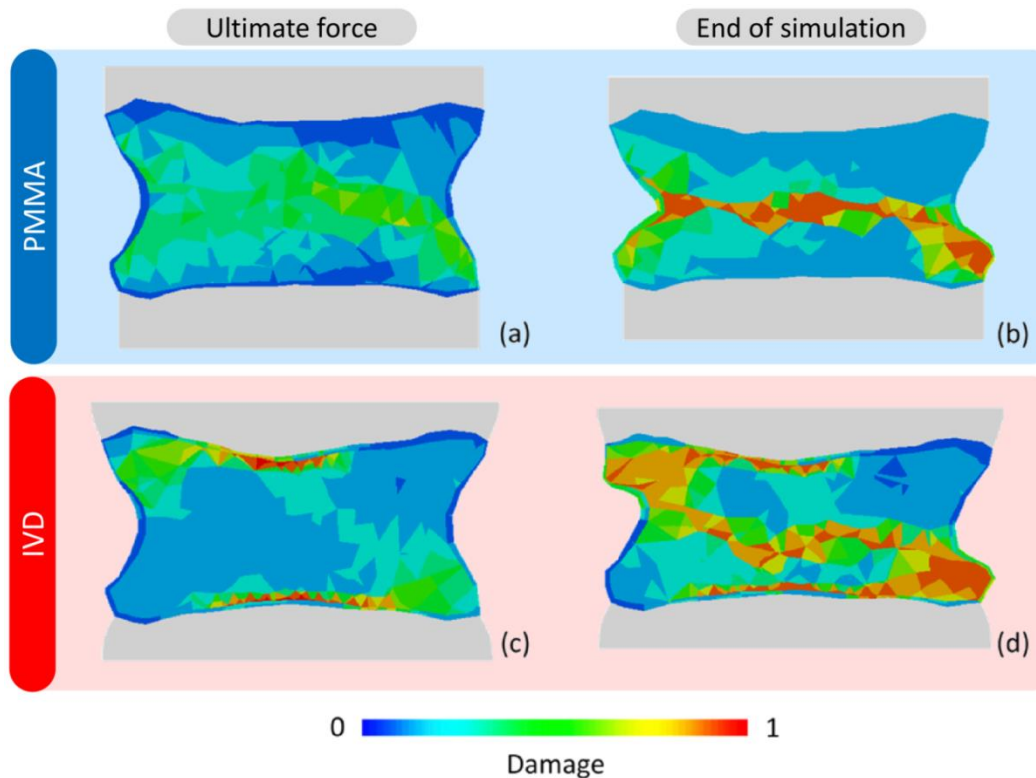 Ultimate force
End of simulation
PMMA
(a)
(b)
IVD
(c)
(d)
0
1
Damage